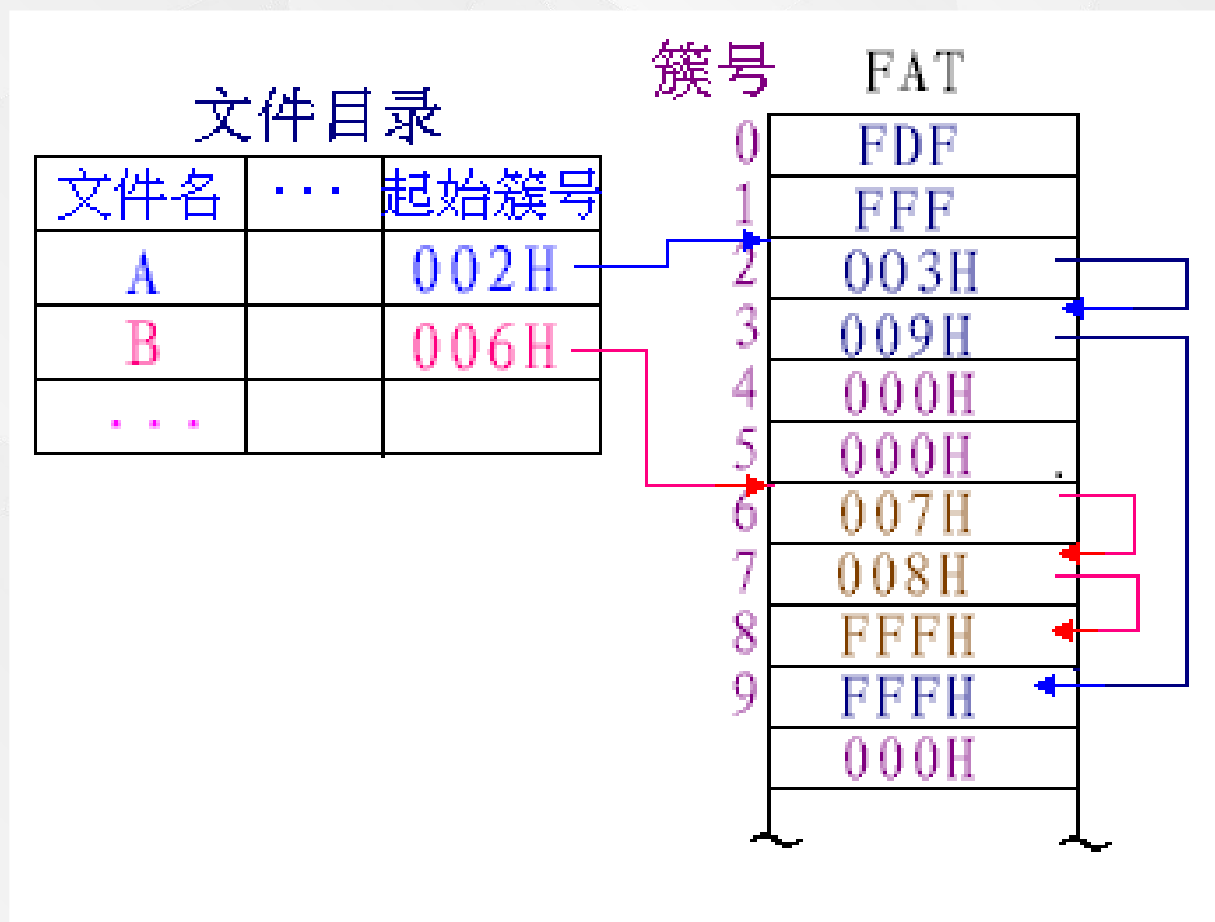 文件目录
文件名 ··· 起始簇号
A 002H
B 006H
···
簇号 FAT
0 FDF
1 FFF
2 003H
3 009H
4 000H
5 000H .
6 007H
7 008H
8 FFFH
9 FFFH
000H